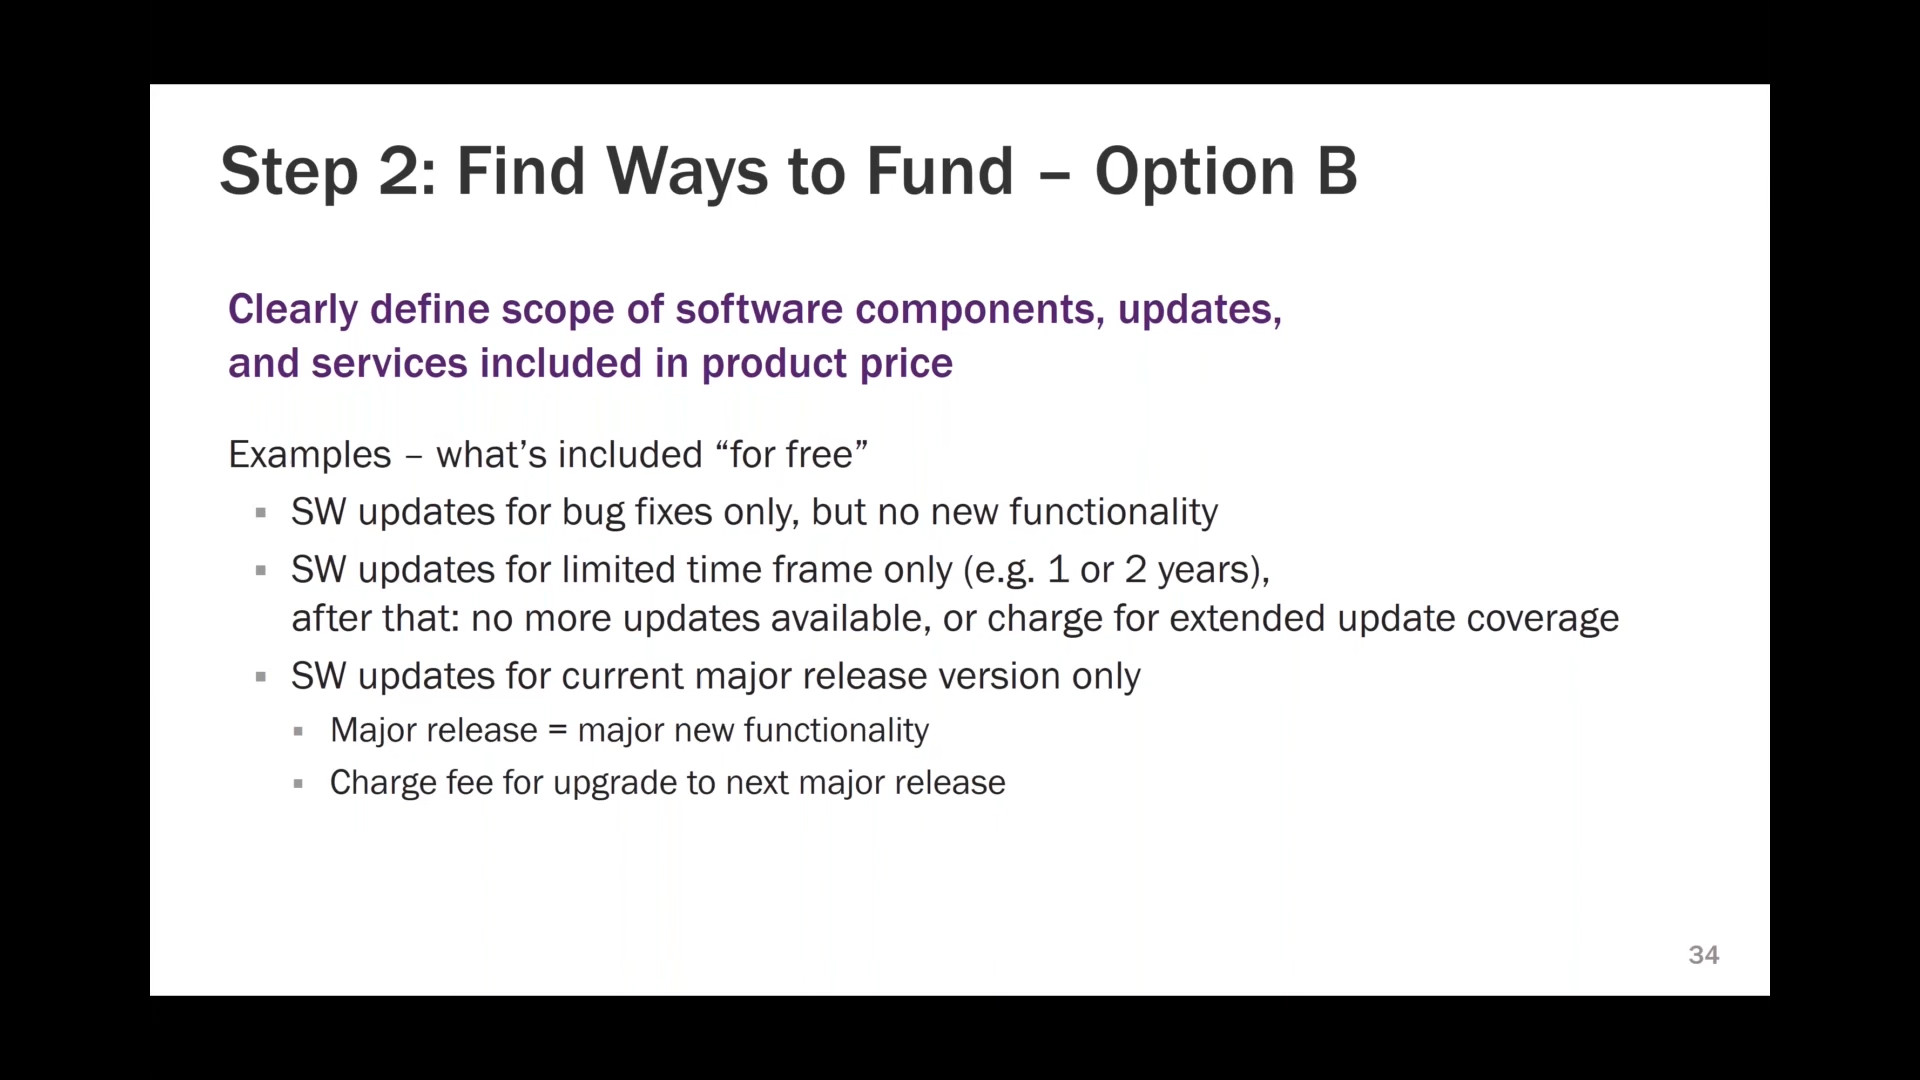 Step 2: Find Ways to Fund – Option B
Clearly define scope of software components, updates,
and services included in product price
Examples – what’s included “for free”
▪ SW updates for bug fixes only, but no new functionality
▪ SW updates for limited time frame only (e.g. 1 or 2 years),
after that: no more updates available, or charge for extended update coverage
▪ SW updates for current major release version only
▪ Major release = major new functionality
▪ Charge fee for upgrade to next major release
34